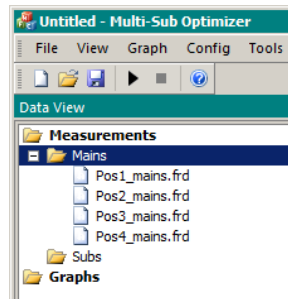 Untitled - Multi-Sub Optimizer
File View Graph Config Tools
Data View
Measurements
Mains
Pos1_mains.frd
Pos2_mains.frd
Pos3_mains.frd
Pos4_mains.frd
Subs
Graphs